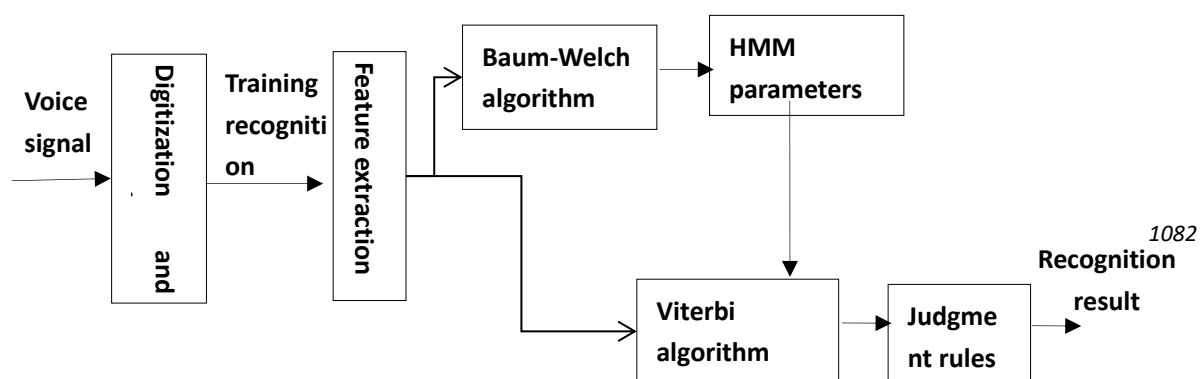 Voice
signal
Digitization and
Training
recogniti
on
Feature extraction
Baum-Welch
algorithm
HMM
parameters
Viterbi
algorithm
Judgme
nt rules
1082
Recognition
result